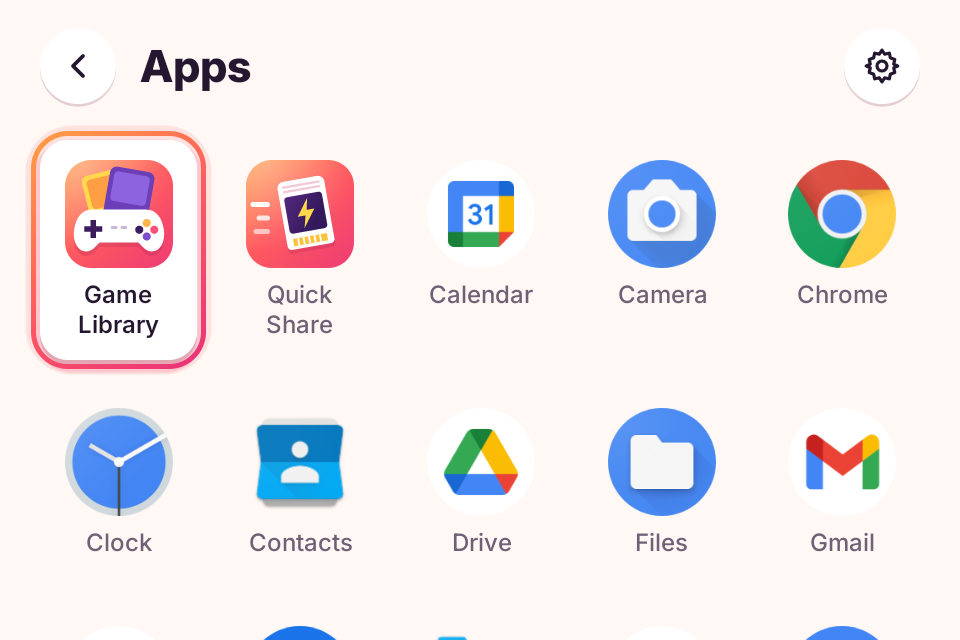 Apps
Game
Library
Quick
Share
31
Calendar
Camera
Chrome
Clock
Contacts
Drive
Files
Gmail